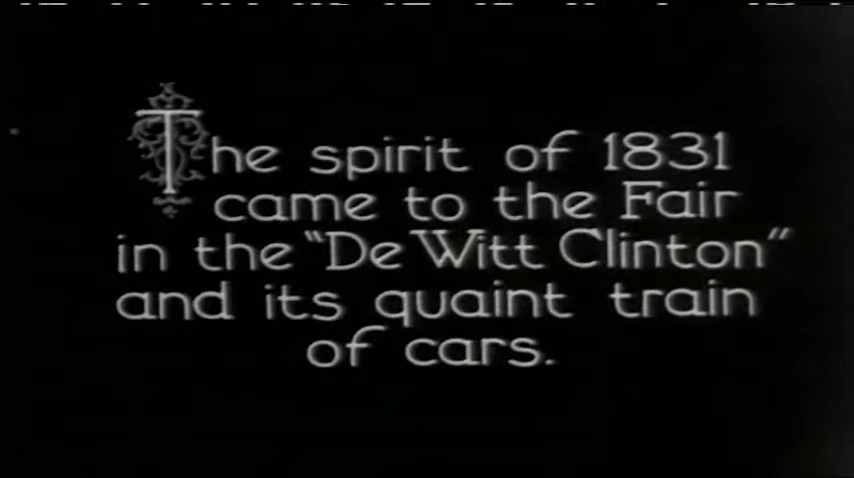 The spirit of 1831
came to the Fair
in the "De Witt Clinton"
and its quaint train
of cars.